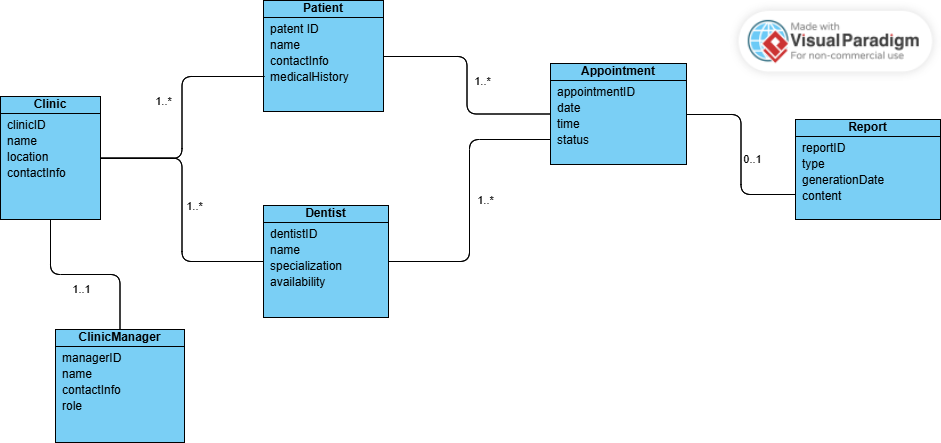 Patient
patent ID
name
contactInfo
medicalHistory
Made with
Visual Paradigm
For non-commercial use
1..*
1..*
Appointment
appointmentID
date
time
status
Clinic
clinicID
name
location
contactInfo
Report
reportID
type
generationDate
content
0..1
1..*
1..*
Dentist
dentistID
name
specialization
availability
1..1
ClinicManager
managerID
name
contactInfo
role